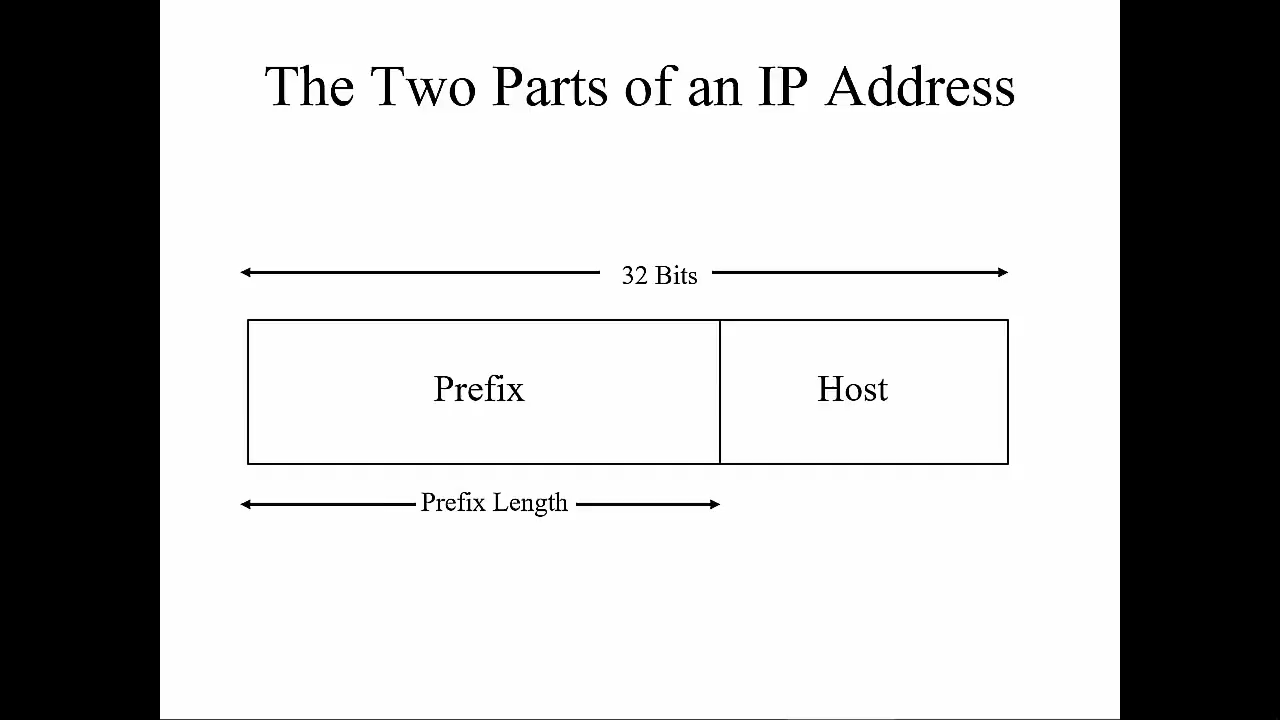 The Two Parts of an IP Address
32 Bits
Prefix
Host
Prefix Length